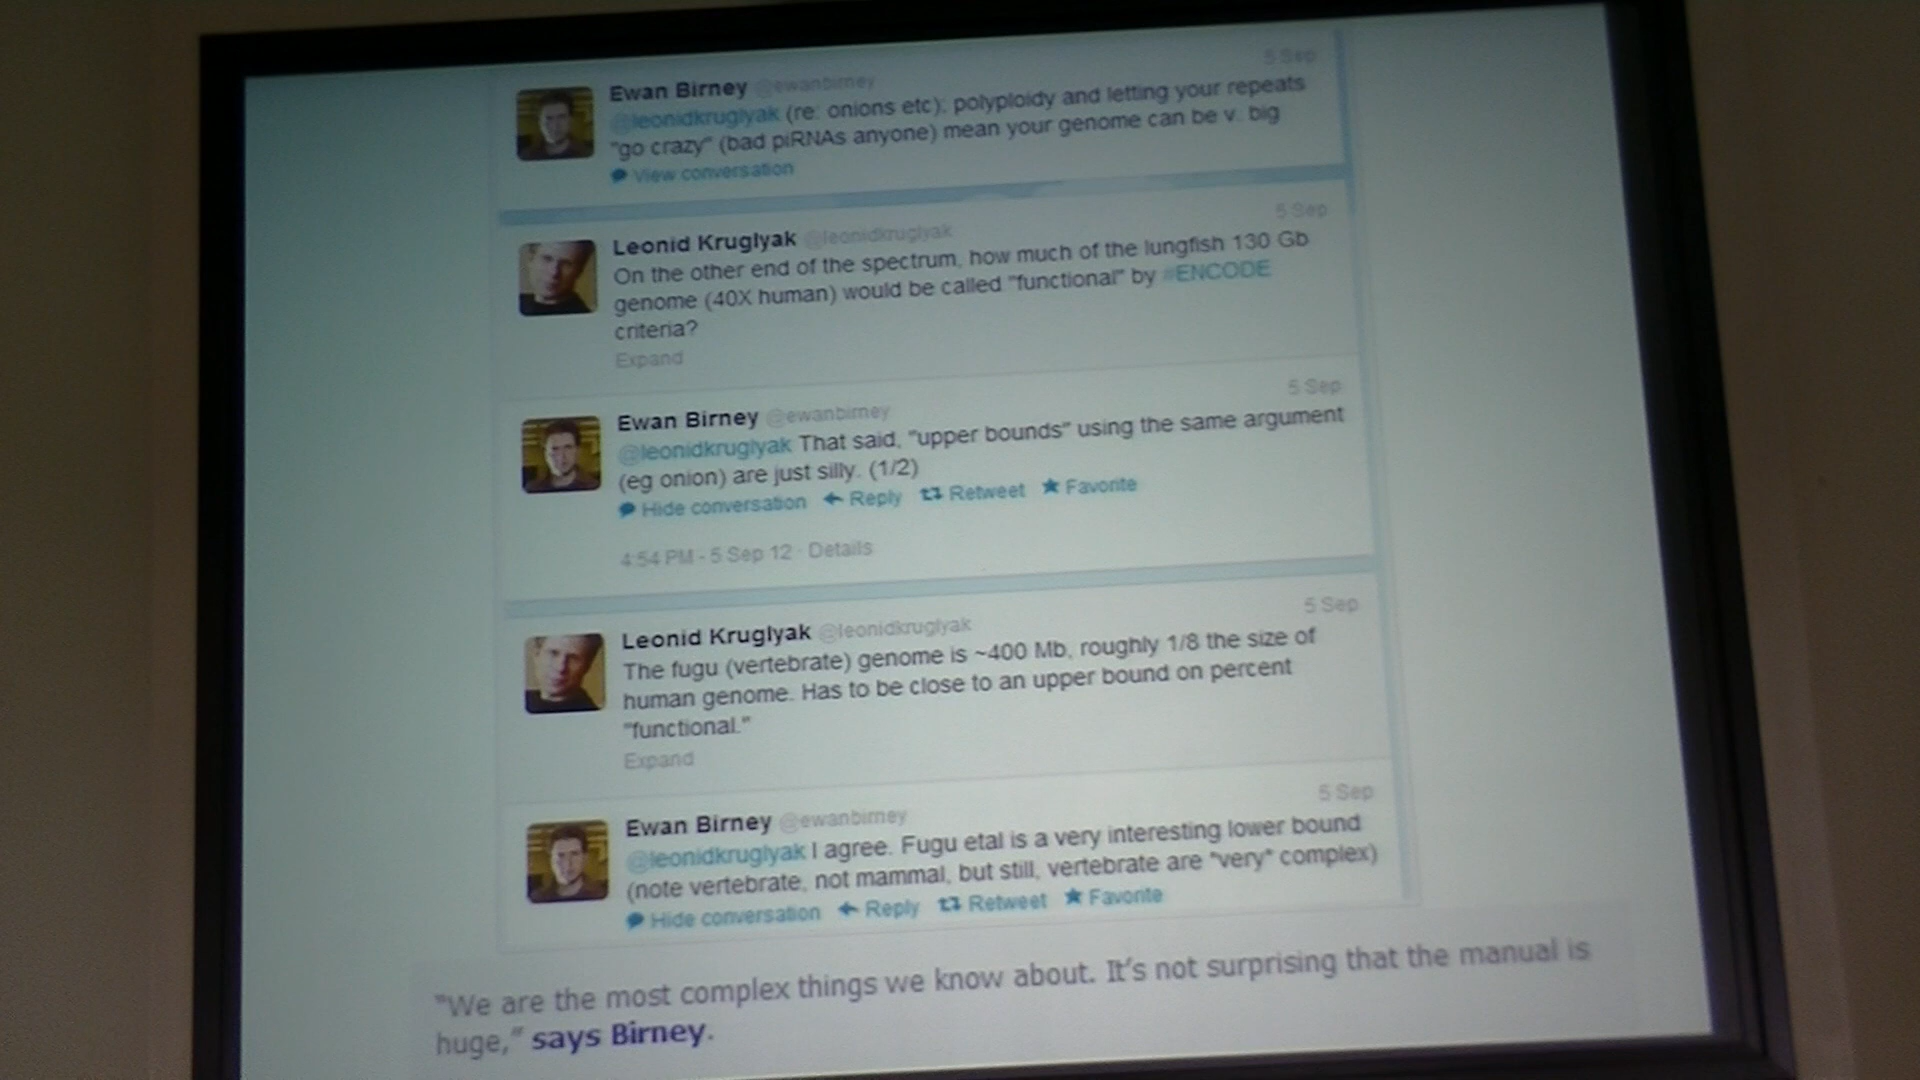 5 Sep
Ewan Birney @ewanbirney
@leonidkruglyak (re: onions etc): polyploidy and letting your repeats
"go crazy" (bad piRNAs anyone) mean your genome can be v. big
View conversation
5 Sep
Leonid Kruglyak @leonidkruglyak
On the other end of the spectrum, how much of the lungfish 130 Gb
genome (40X human) would be called "functional" by #ENCODE
criteria?
Expand
5 Sep
Ewan Birney @ewanbirney
@leonidkruglyak That said, "upper bounds" using the same argument
(eg onion) are just silly. (1/2)
Hide conversation Reply Retweet Favorite
4:54 PM - 5 Sep 12 · Details
5 Sep
Leonid Kruglyak @leonidkruglyak
The fugu (vertebrate) genome is ~400 Mb, roughly 1/8 the size of
human genome. Has to be close to an upper bound on percent
"functional."
Expand
5 Sep
Ewan Birney @ewanbirney
@leonidkruglyak I agree. Fugu etal is a very interesting lower bound
(note vertebrate, not mammal, but still, vertebrate are *very* complex)
Hide conversation Reply Retweet Favorite
"We are the most complex things we know about. It's not surprising that the manual is
huge," says Birney.